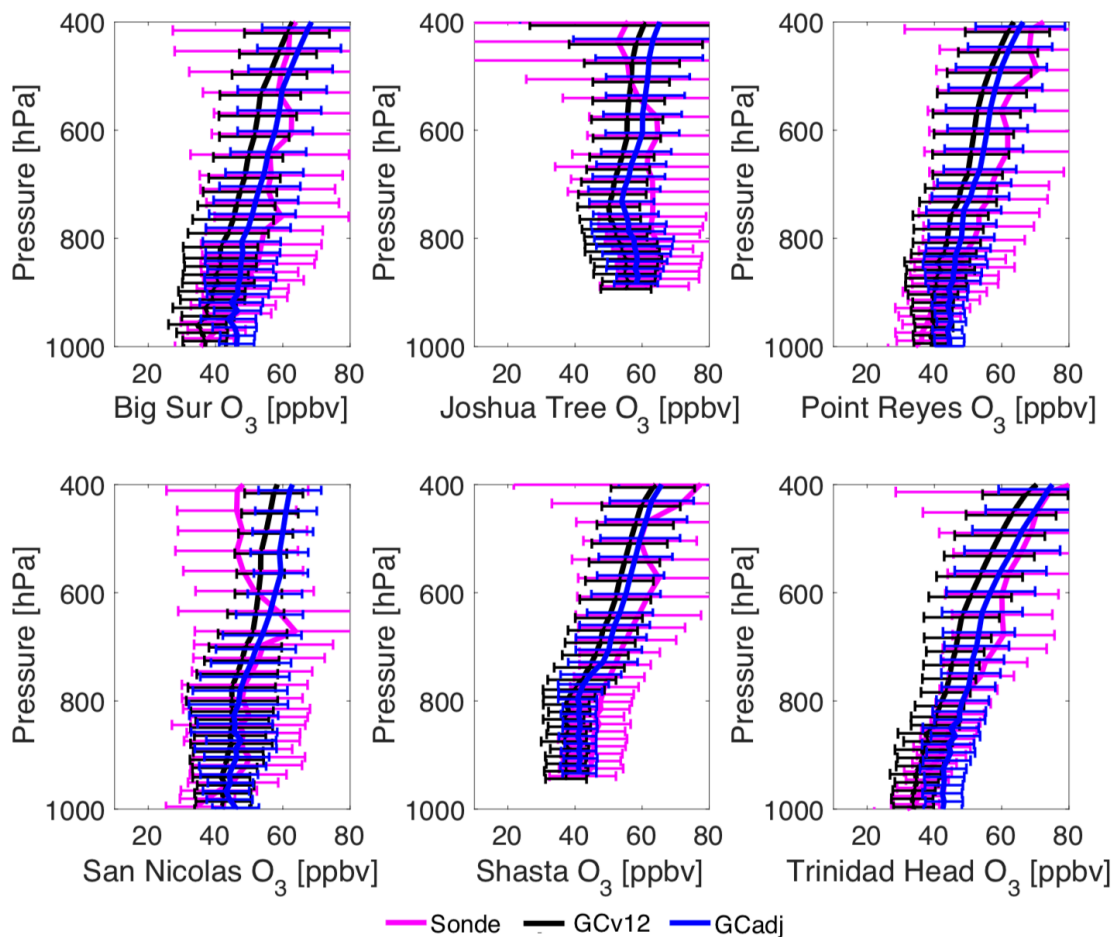 400
600
800
1000
Pressure [hPa]
20 40 60 80
Big Sur O3 [ppbv]
400
600
800
1000
Pressure [hPa]
20 40 60 80
Joshua Tree O3 [ppbv]
400
600
800
1000
Pressure [hPa]
20 40 60 80
Point Reyes O3 [ppbv]
400
600
800
1000
Pressure [hPa]
20 40 60 80
San Nicolas O3 [ppbv]
400
600
800
1000
Pressure [hPa]
20 40 60 80
Shasta O3 [ppbv]
400
600
800
1000
Pressure [hPa]
20 40 60 80
Trinidad Head O3 [ppbv]
Sonde GCv12 GCadj